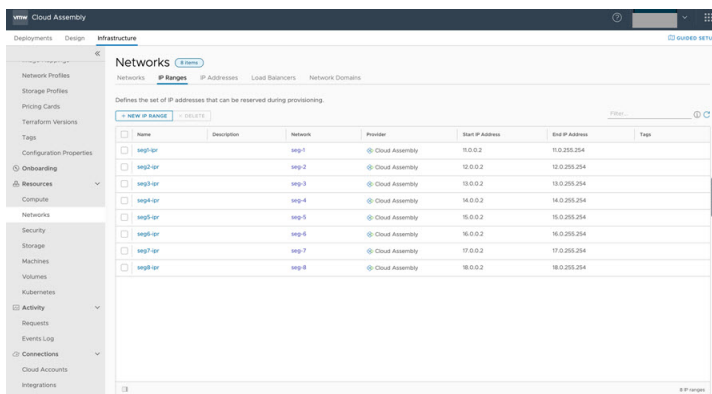 vmw Cloud Assembly
Deployments Design Infrastructure
GUIDED SETU
Networks 8 items
Networks IP Ranges IP Addresses Load Balancers Network Domains
Defines the set of IP addresses that can be reserved during provisioning.
+ NEW IP RANGE × DELETE
Filter...
Name Description Network Provider Start IP Address End IP Address Tags
seg1-ipr seg-1 Cloud Assembly 11.0.0.2 11.0.255.254
seg2-ipr seg-2 Cloud Assembly 12.0.0.2 12.0.255.254
seg3-ipr seg-3 Cloud Assembly 13.0.0.2 13.0.255.254
seg4-ipr seg-4 Cloud Assembly 14.0.0.2 14.0.255.254
seg5-ipr seg-5 Cloud Assembly 15.0.0.2 15.0.255.254
seg6-ipr seg-6 Cloud Assembly 16.0.0.2 16.0.255.254
seg7-ipr seg-7 Cloud Assembly 17.0.0.2 17.0.255.254
seg8-ipr seg-8 Cloud Assembly 18.0.0.2 18.0.255.254
8 IP ranges
Network Profiles
Storage Profiles
Pricing Cards
Terraform Versions
Tags
Configuration Properties
Onboarding
Resources
Compute
Networks
Security
Storage
Machines
Volumes
Kubernetes
Activity
Requests
Events Log
Connections
Cloud Accounts
Integrations